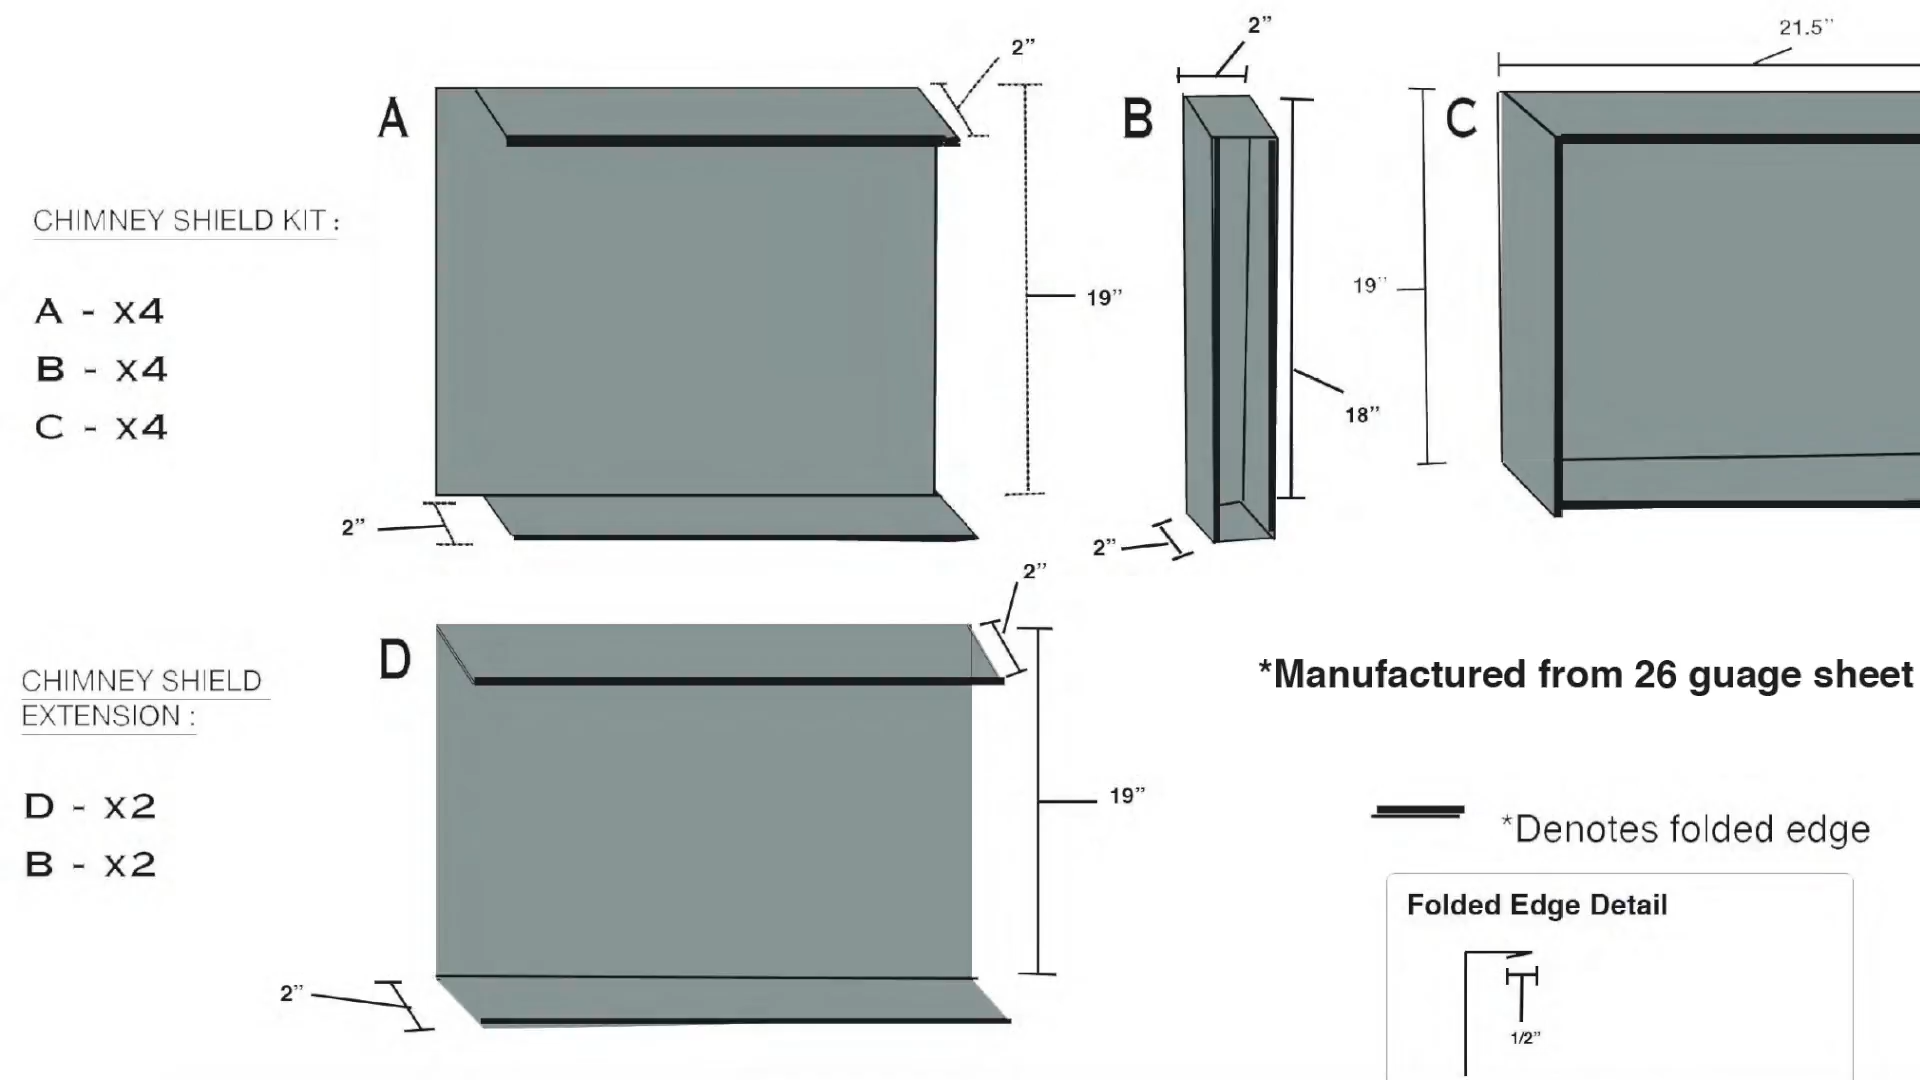 2”
21.5”
2”
A
B
C
CHIMNEY SHIELD KIT :
19”
19”
A - x4
B - x4
C - x4
18”
2”
2”
2”
D
CHIMNEY SHIELD
EXTENSION :
*Manufactured from 26 guage sheet
19”
D - x2
B - x2
*Denotes folded edge
Folded Edge Detail
2”
1/2”